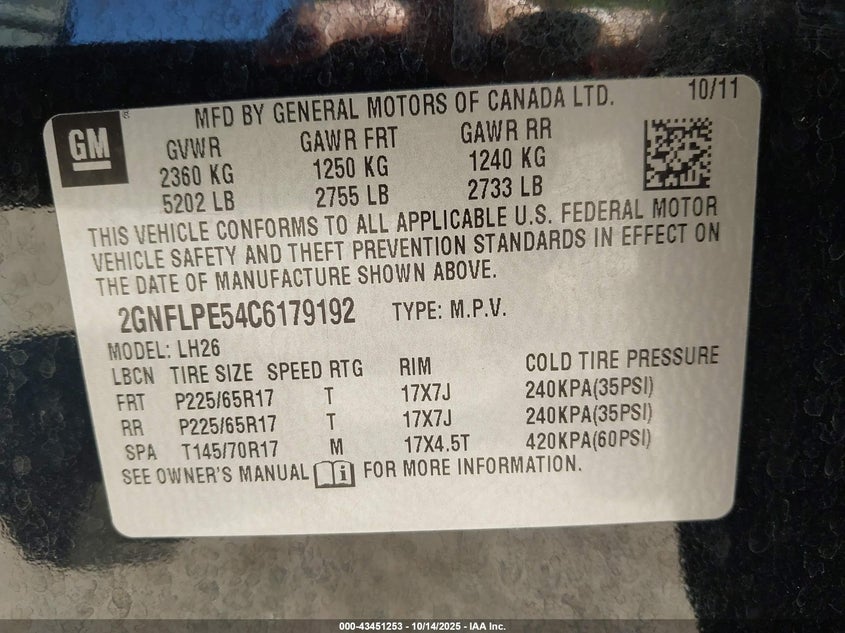 MFD BY GENERAL MOTORS OF CANADA LTD. 10/11
GM
GVWR GAWR FRT GAWR RR
2360 KG 1250 KG 1240 KG
5202 LB 2755 LB 2733 LB
THIS VEHICLE CONFORMS TO ALL APPLICABLE U.S. FEDERAL MOTOR
VEHICLE SAFETY AND THEFT PREVENTION STANDARDS IN EFFECT ON
THE DATE OF MANUFACTURE SHOWN ABOVE.
2GNFLPE54C6179192 TYPE: M.P.V.
MODEL: LH26
LBCN TIRE SIZE SPEED RTG RIM COLD TIRE PRESSURE
FRT P225/65R17 T 17X7J 240KPA(35PSI)
RR P225/65R17 T 17X7J 240KPA(35PSI)
SPA T145/70R17 M 17X4.5T 420KPA(60PSI)
SEE OWNER'S MANUAL i FOR MORE INFORMATION.
000-43451253 - 10/14/2025 - IAA Inc.